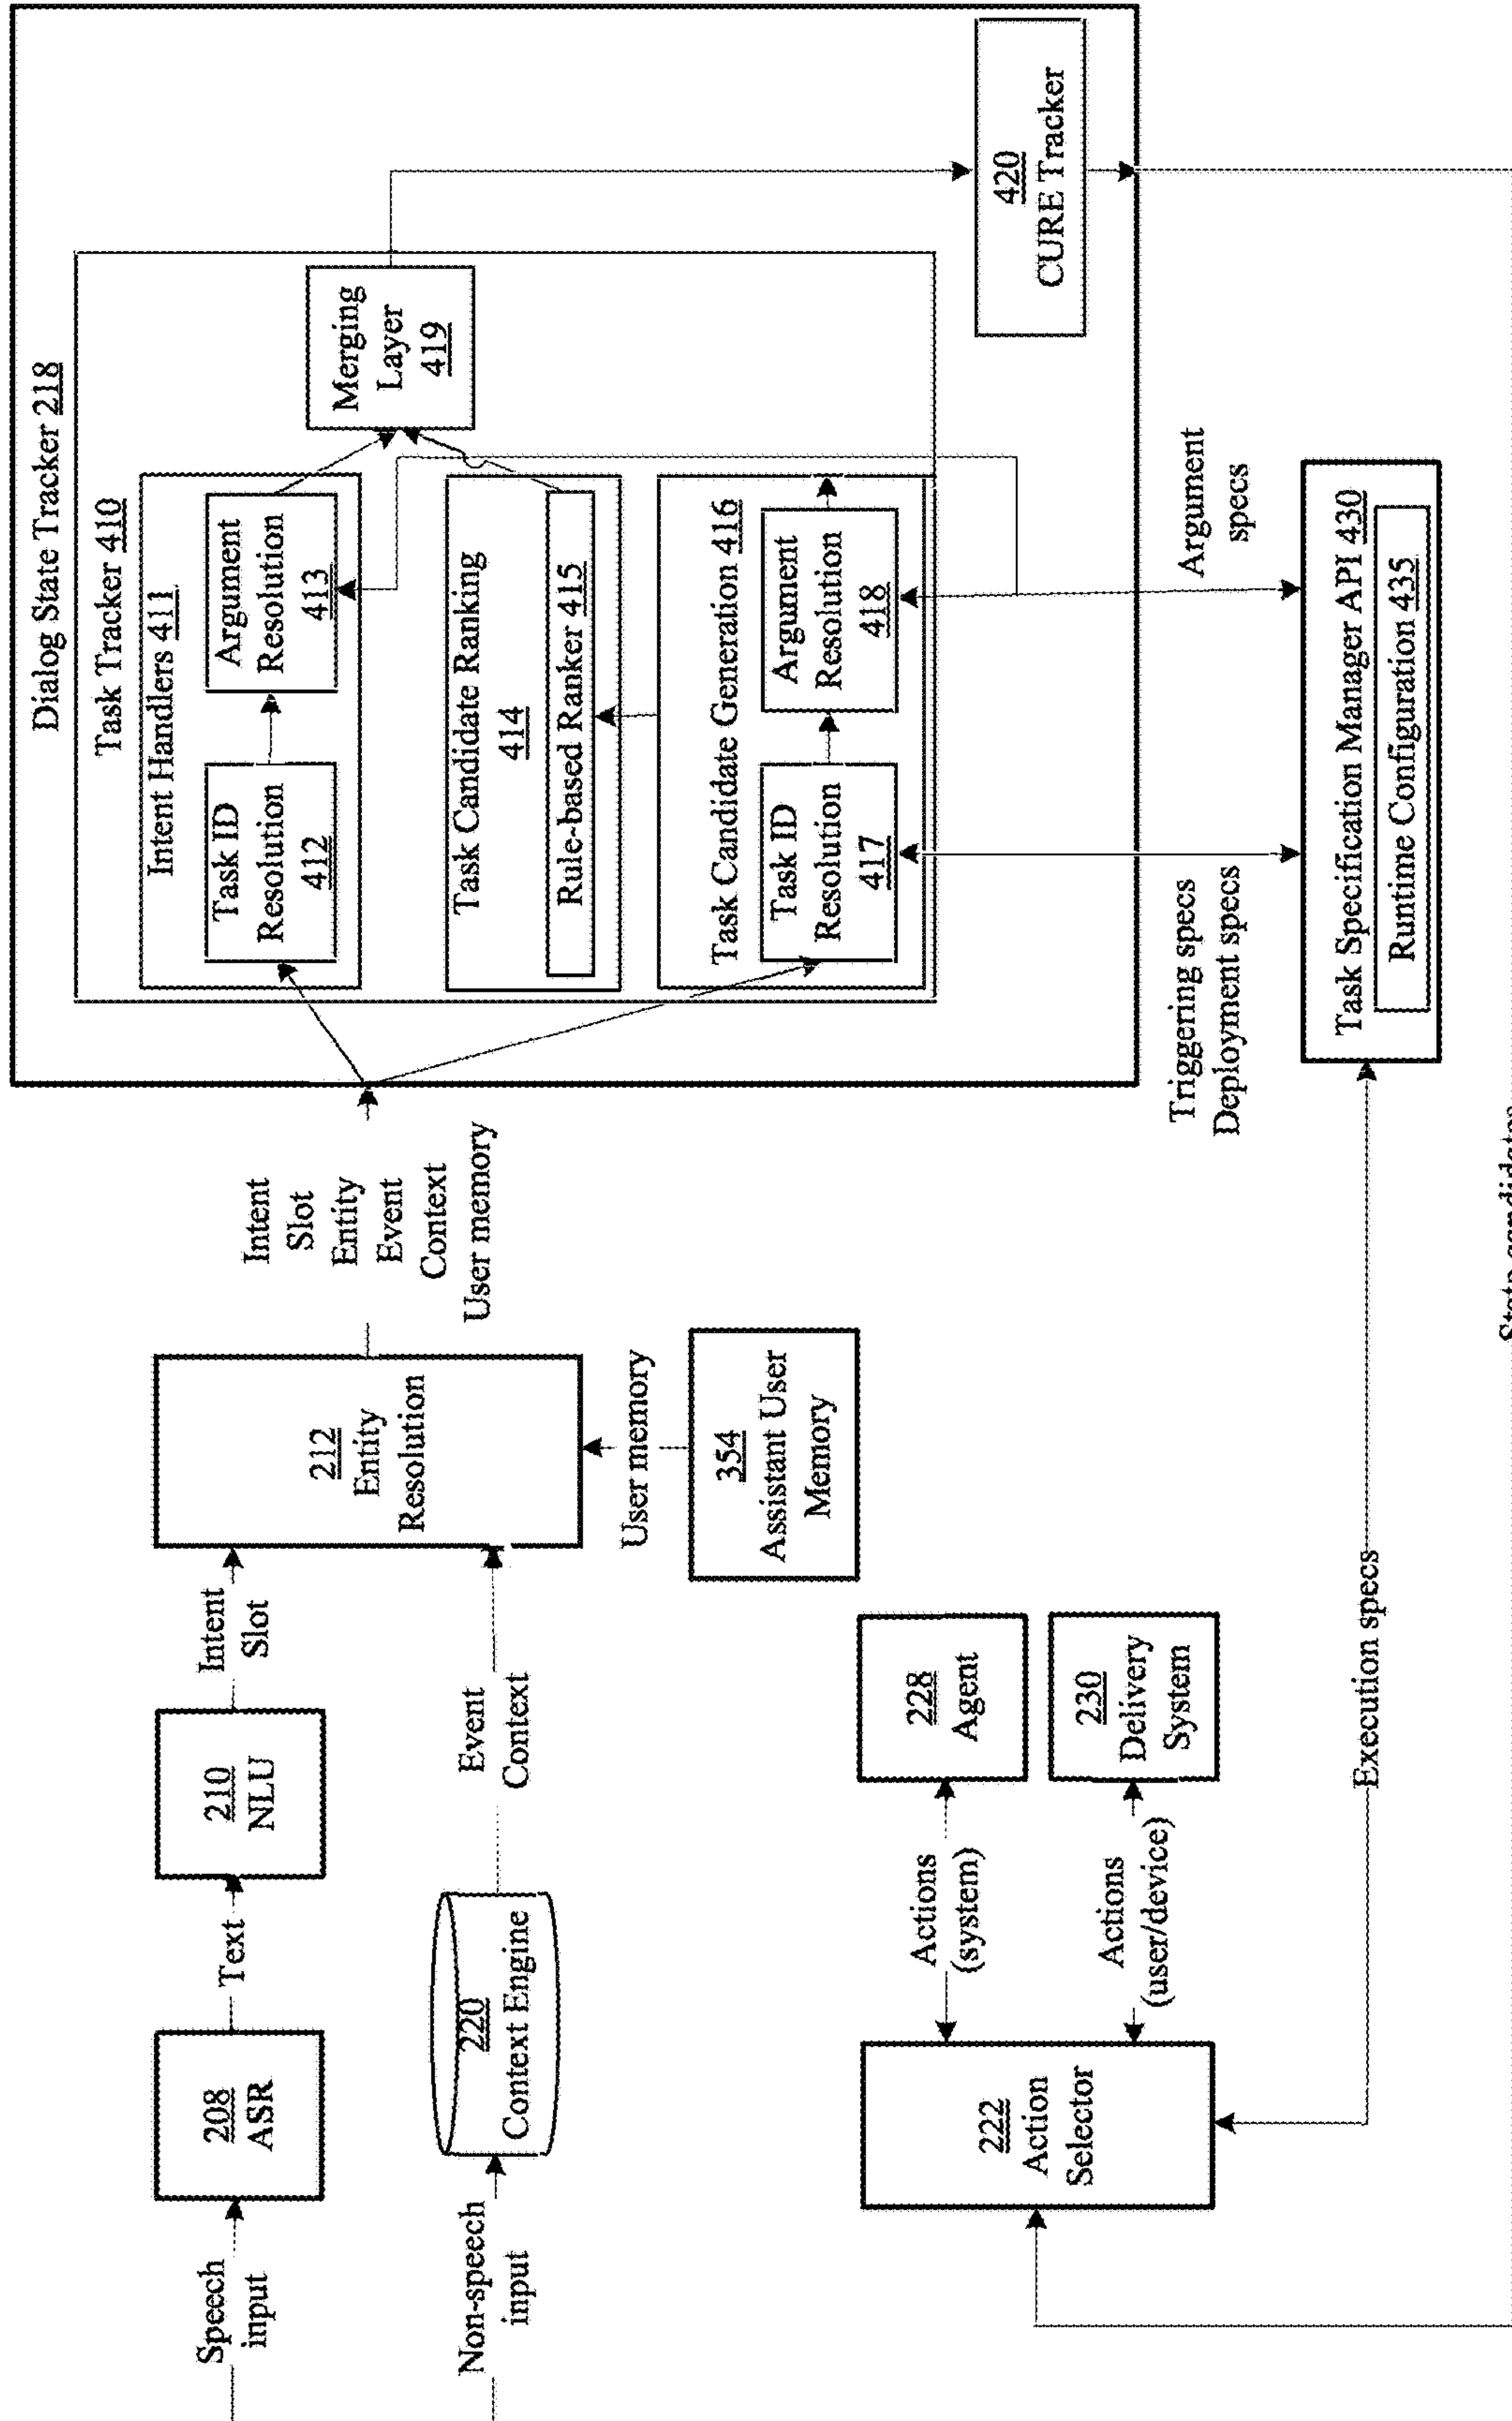 Speech
input
208
ASR
Text
210
NLU
Intent
Slot
Non-speech
input
220
Context Engine
Event
Context
212
Entity
Resolution
User memory
354
Assistant User
Memory
Intent
Slot
Entity
Event
Context
User memory
Dialog State Tracker 218
Task Tracker 410
Intent Handlers 411
Task ID
Resolution
412
Argument
Resolution
413
Task Candidate Ranking
414
Rule-based Ranker 415
Task Candidate Generation 416
Task ID
Resolution
417
Argument
Resolution
418
Merging
Layer
419
420
CURE Tracker
Triggering specs
Deployment specs
Argument
specs
Task Specification Manager API 430
Runtime Configuration 435
222
Action
Selector
Actions
(system)
Actions
(user/device)
228
Agent
230
Delivery
System
Execution specs